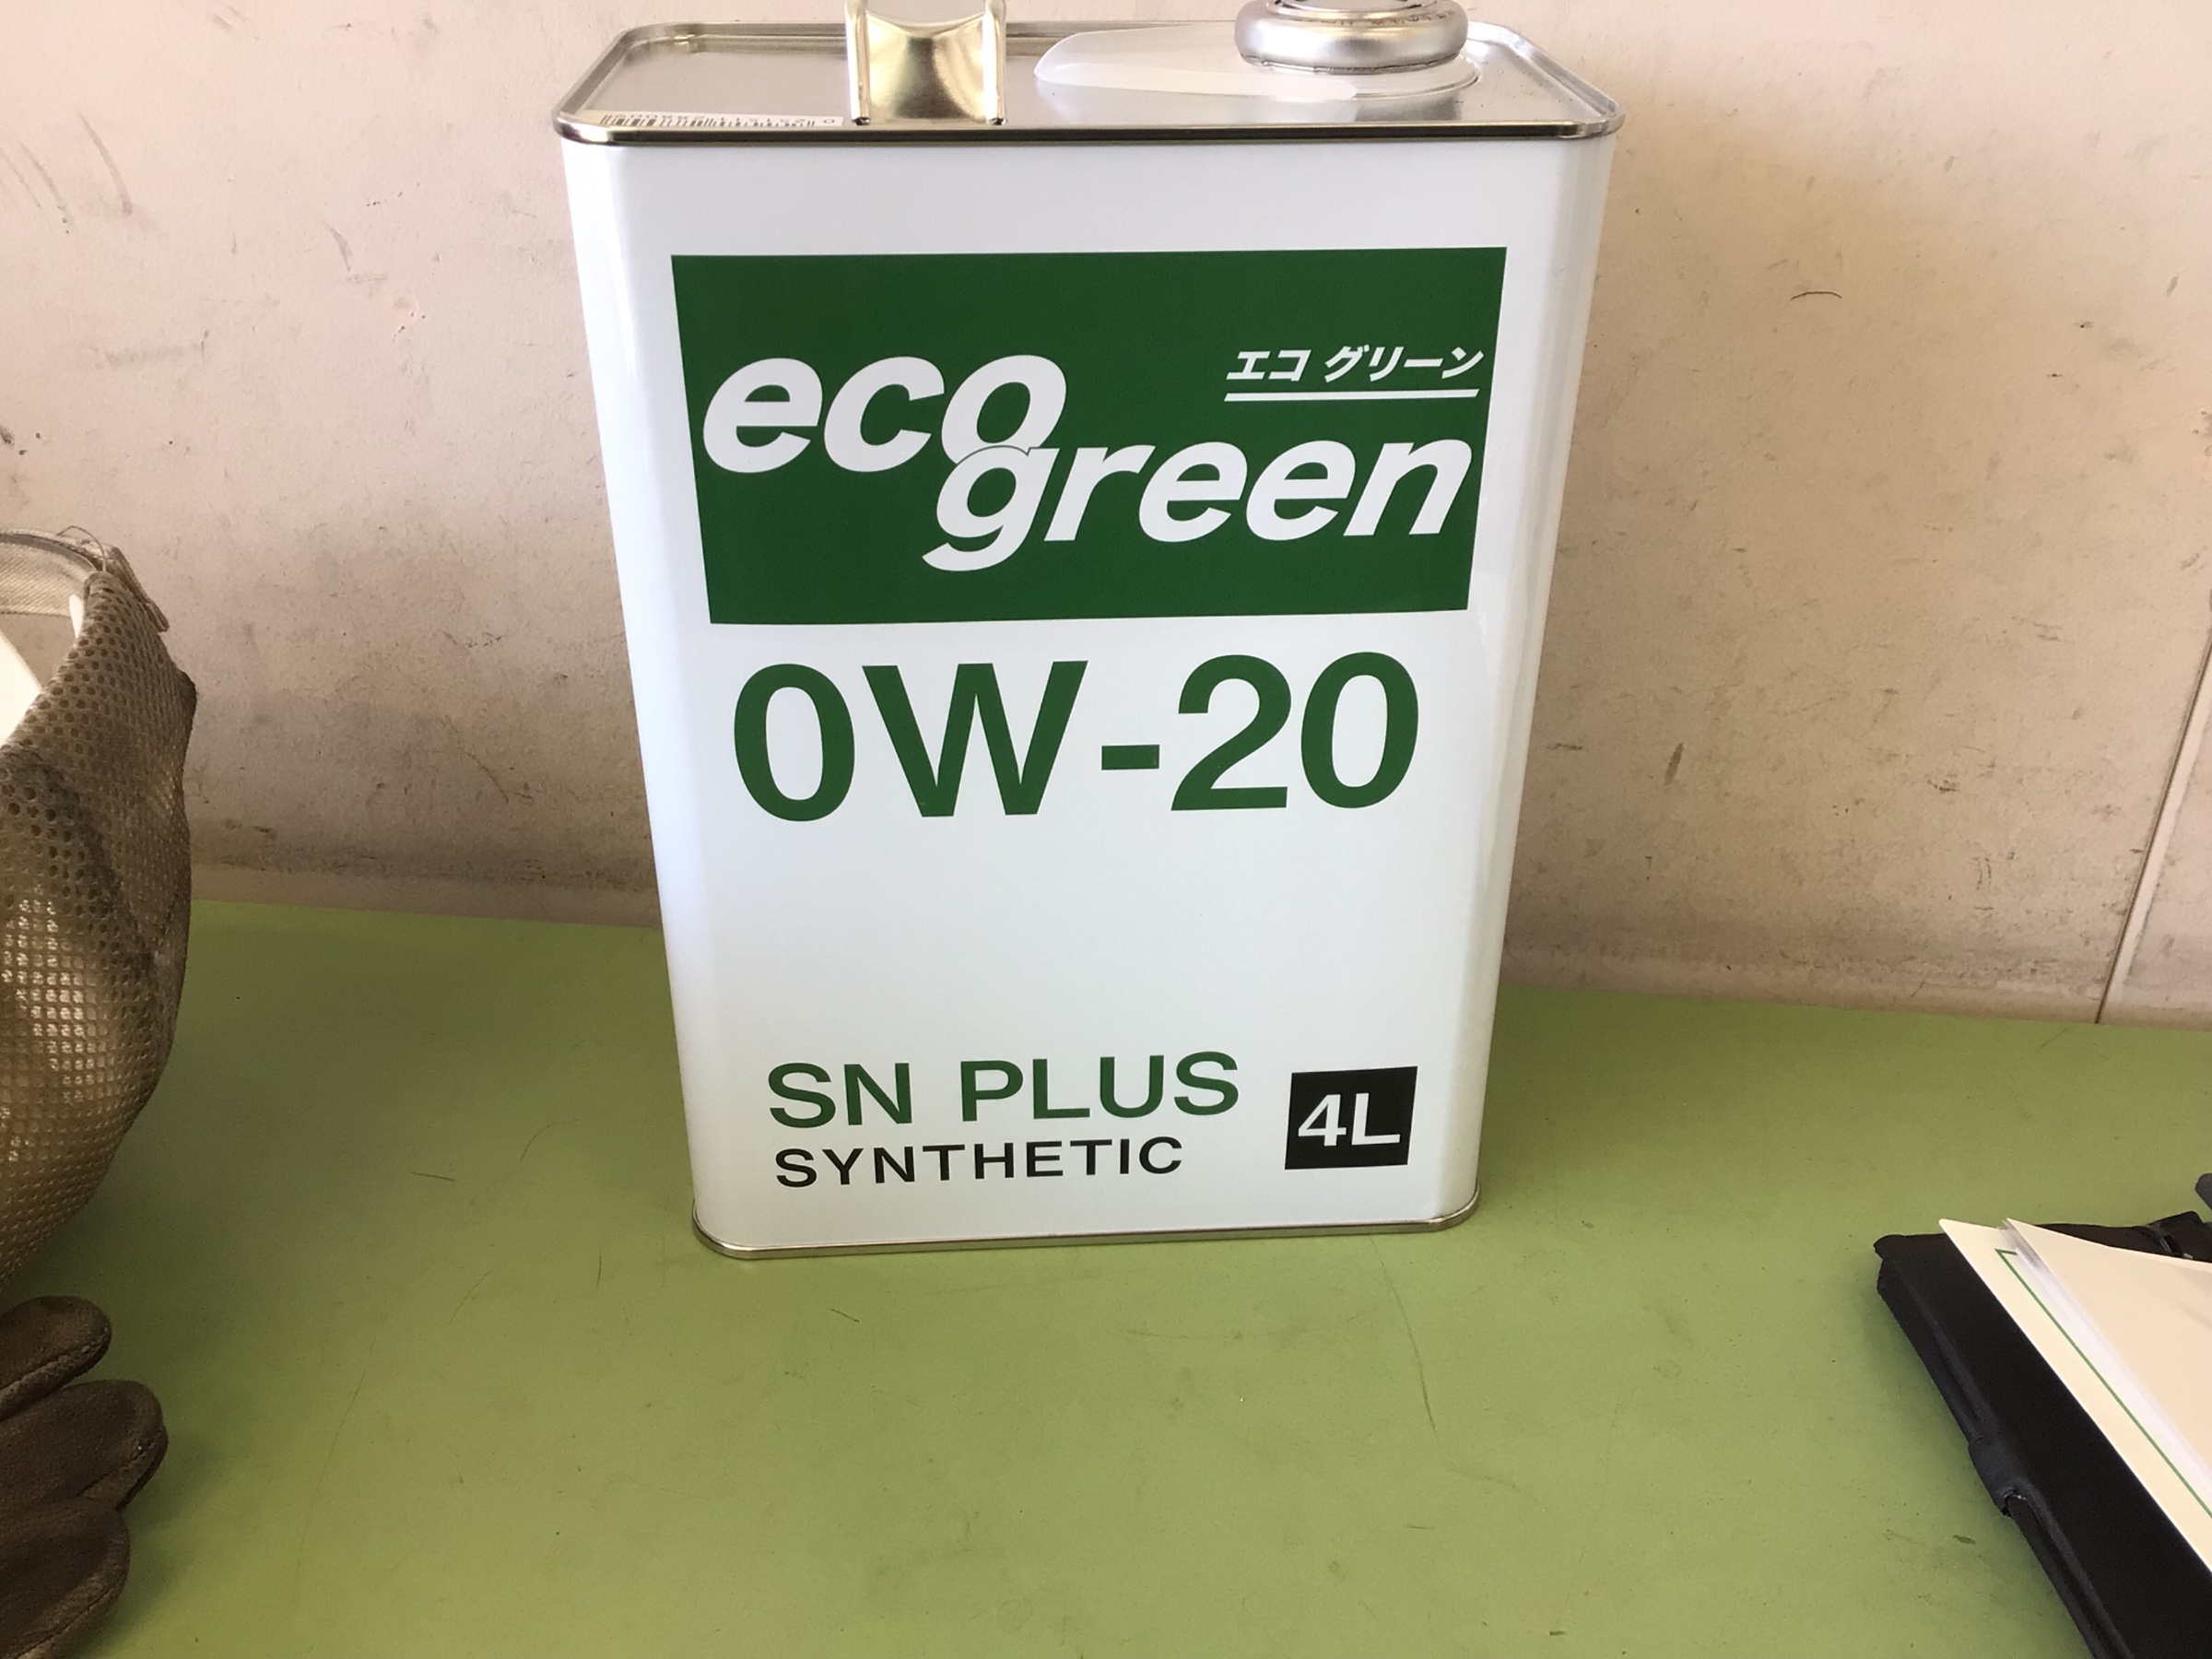 エコ グリーン
eco
green
0W-20
SN PLUS
SYNTHETIC
4L